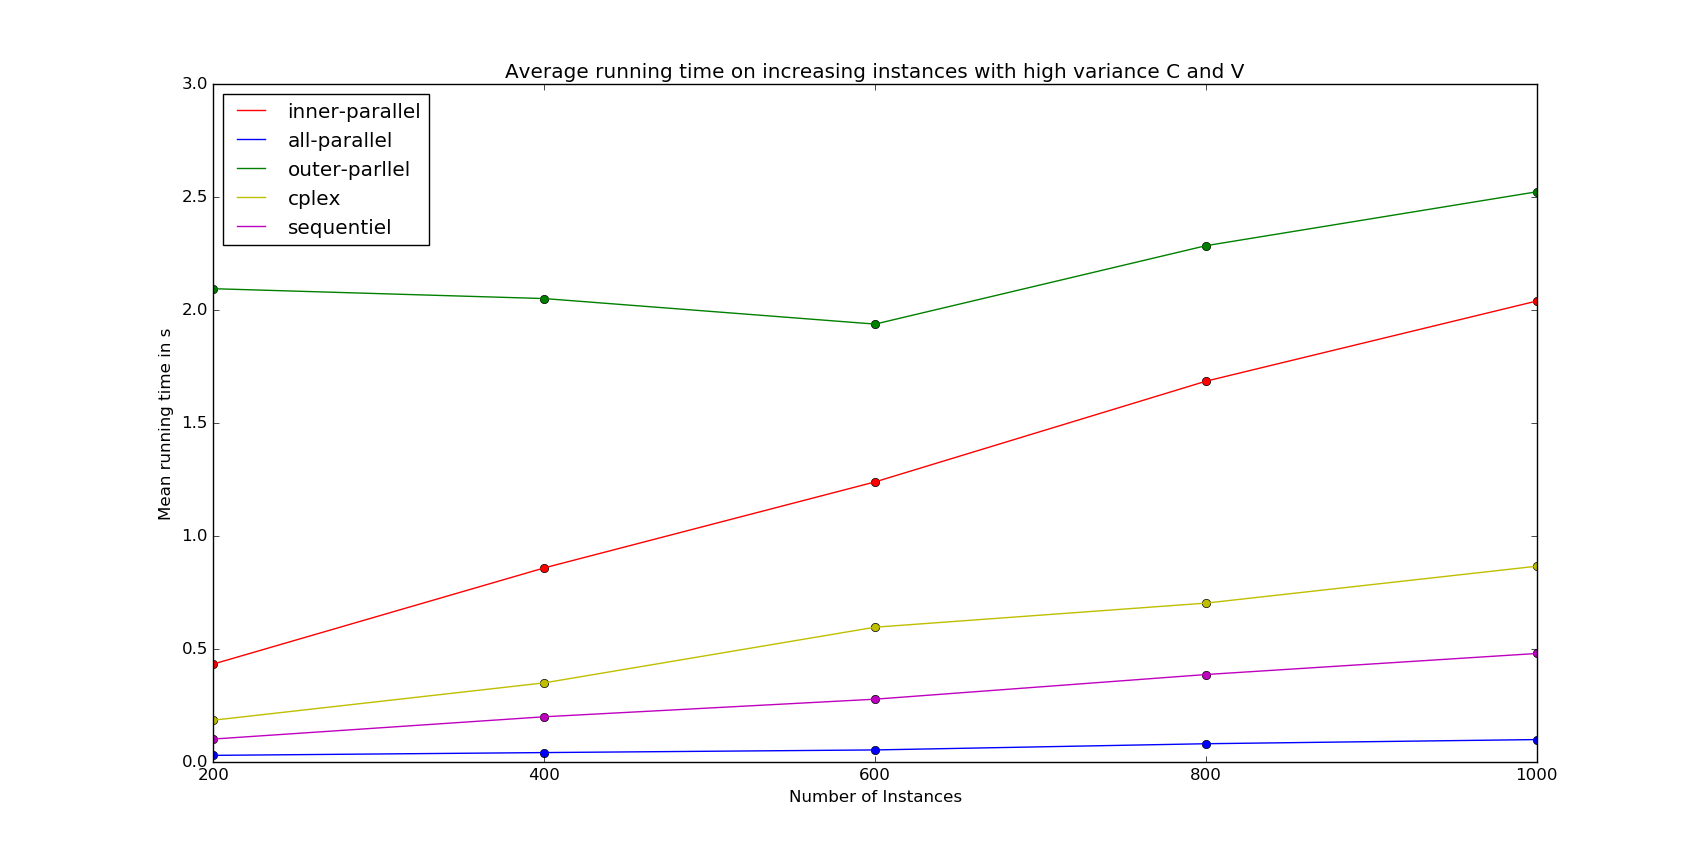 Average running time on increasing instances with high variance C and V
3.0
2.5
2.0
1.5
1.0
0.5
0.0
Mean running time in s
inner-parallel
all-parallel
outer-parllel
cplex
sequentiel
200 400 600 800 1000
Number of Instances